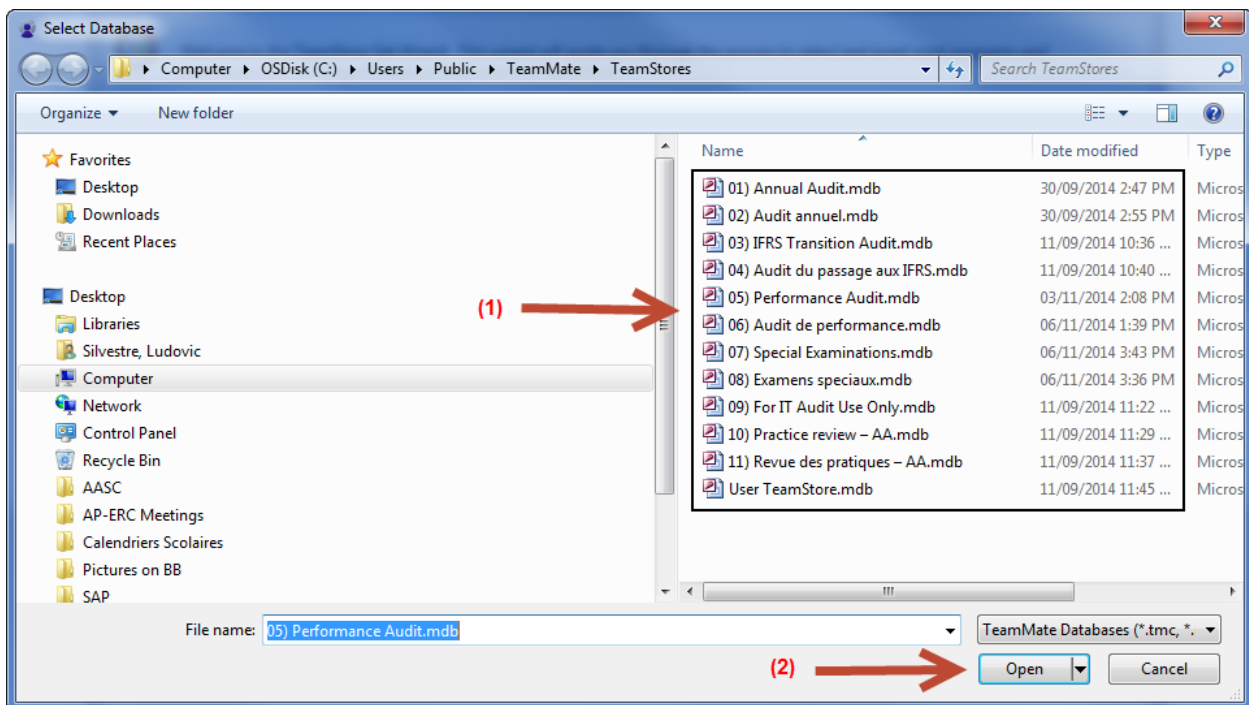 Select Database
Computer OSDisk (C:) Users Public TeamMate TeamStores Search TeamStores
Organize New folder
Name Date modified Type
Favorites
Desktop
Downloads
Recent Places
Desktop
Libraries
Silvestre, Ludovic
Computer
Network
Control Panel
Recycle Bin
AASC
AP-ERC Meetings
Calendriers Scolaires
Pictures on BB
SAP
(1)
01) Annual Audit.mdb 30/09/2014 2:47 PM Micros
02) Audit annuel.mdb 30/09/2014 2:55 PM Micros
03) IFRS Transition Audit.mdb 11/09/2014 10:36 ... Micros
04) Audit du passage aux IFRS.mdb 11/09/2014 10:40 ... Micros
05) Performance Audit.mdb 03/11/2014 2:08 PM Micros
06) Audit de performance.mdb 06/11/2014 1:39 PM Micros
07) Special Examinations.mdb 06/11/2014 3:43 PM Micros
08) Examens speciaux.mdb 06/11/2014 3:36 PM Micros
09) For IT Audit Use Only.mdb 11/09/2014 11:22 ... Micros
10) Practice review – AA.mdb 11/09/2014 11:29 ... Micros
11) Revue des pratiques – AA.mdb 11/09/2014 11:37 ... Micros
User TeamStore.mdb 11/09/2014 11:45 ... Micros
File name: 05) Performance Audit.mdb TeamMate Databases (*.tmc, *.
(2)
Open Cancel